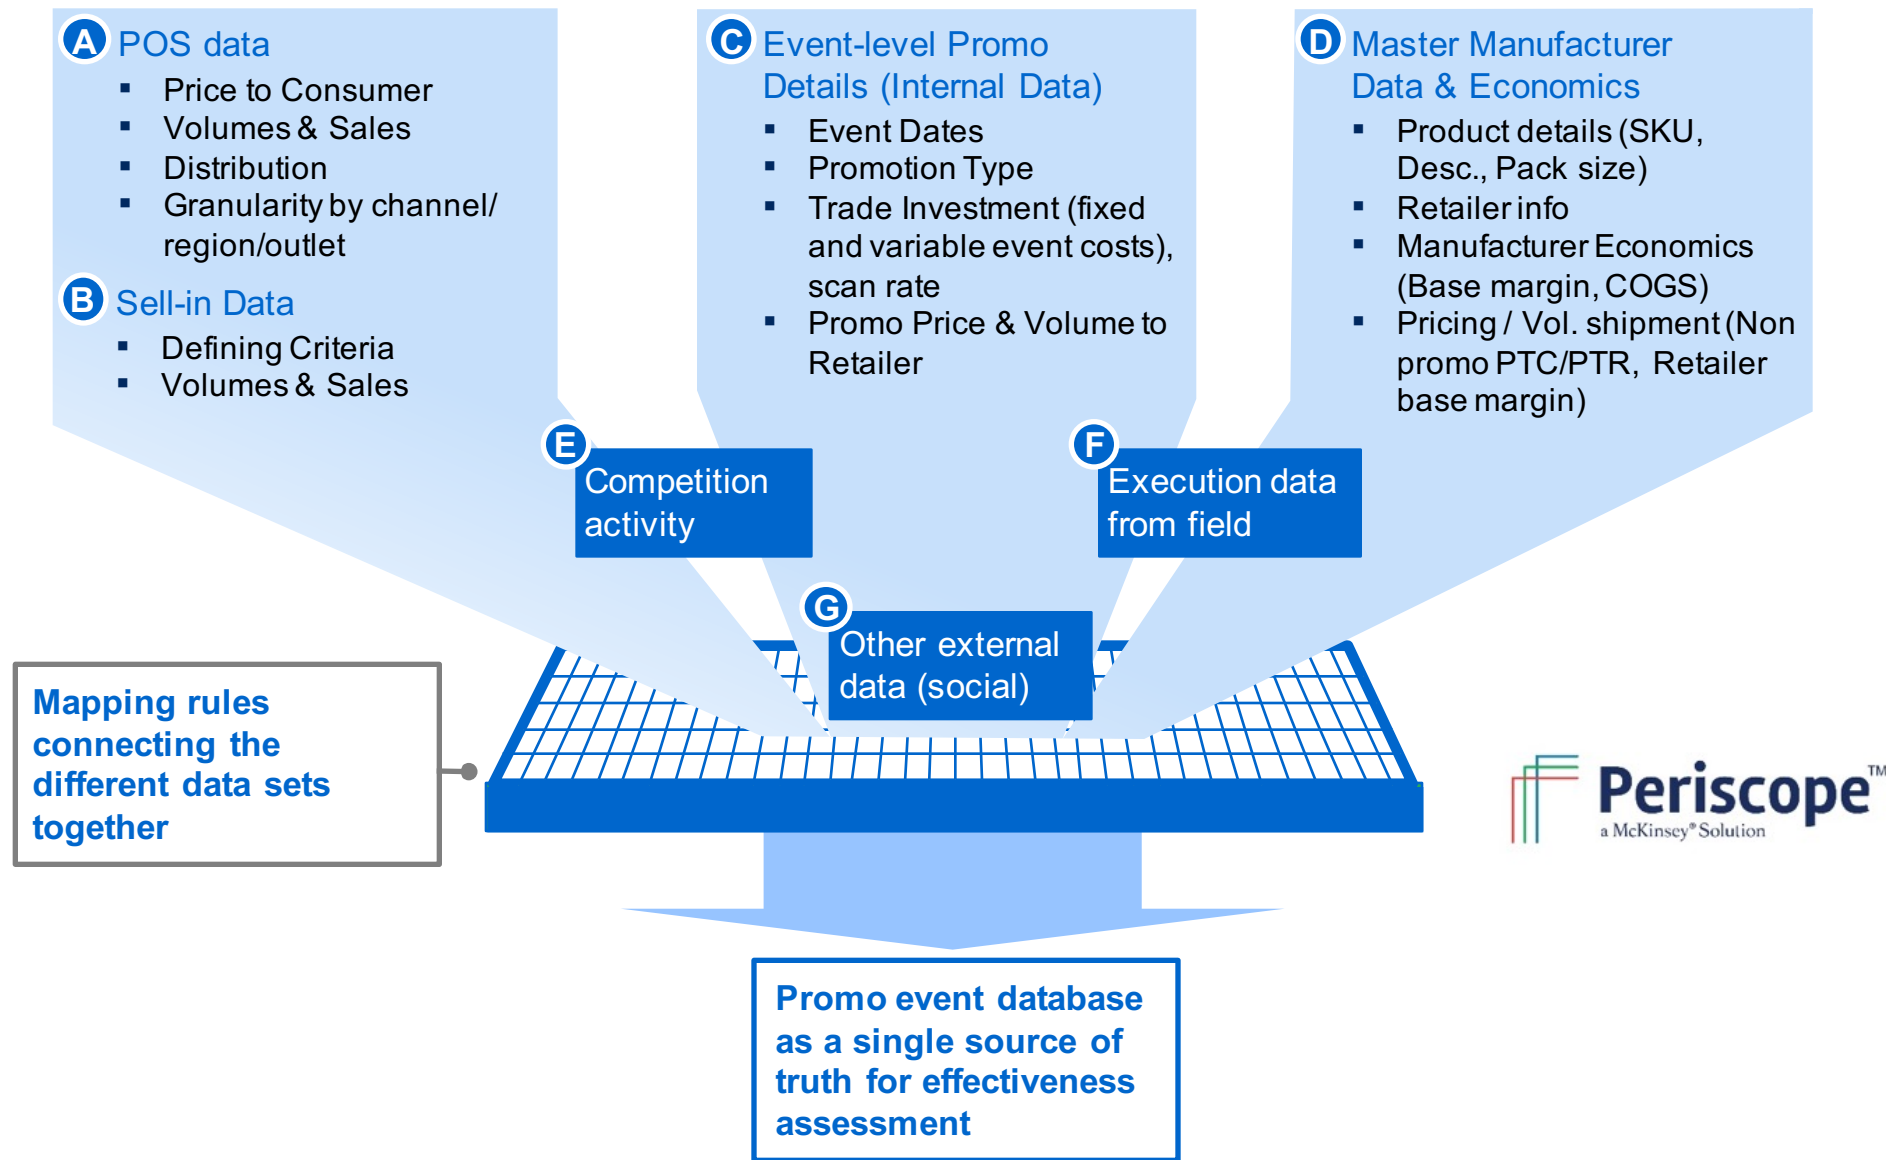 A POS data
▪ Price to Consumer
▪ Volumes & Sales
▪ Distribution
▪ Granularity by channel/
region/outlet
B Sell-in Data
▪ Defining Criteria
▪ Volumes & Sales
C Event-level Promo
Details (Internal Data)
▪ Event Dates
▪ Promotion Type
▪ Trade Investment (fixed
and variable event costs),
scan rate
▪ Promo Price & Volume to
Retailer
D Master Manufacturer
Data & Economics
▪ Product details (SKU,
Desc., Pack size)
▪ Retailer info
▪ Manufacturer Economics
(Base margin, COGS)
▪ Pricing / Vol. shipment (Non
promo PTC/PTR, Retailer
base margin)
E
Competition
activity
F
Execution data
from field
G
Other external
data (social)
Mapping rules
connecting the
different data sets
together
Periscope™
a McKinsey® Solution
Promo event database
as a single source of
truth for effectiveness
assessment